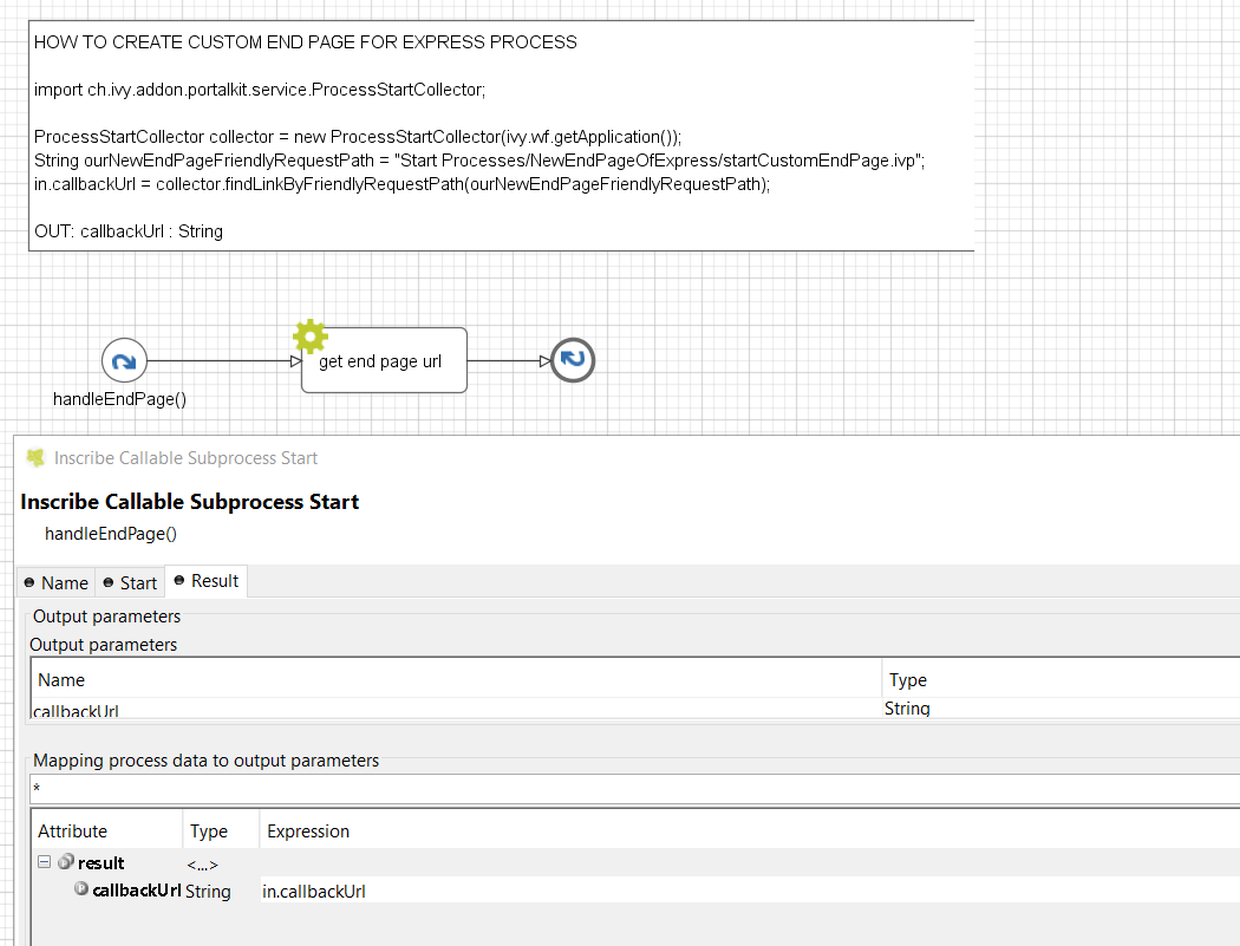 HOW TO CREATE CUSTOM END PAGE FOR EXPRESS PROCESS
import ch.ivy.addon.portalkit.service.ProcessStartCollector;
ProcessStartCollector collector = new ProcessStartCollector(ivy.wf.getApplication());
String ourNewEndPageFriendlyRequestPath = "Start Processes/NewEndPageOfExpress/startCustomEndPage.ivp";
in.callbackUrl = collector.findLinkByFriendlyRequestPath(ourNewEndPageFriendlyRequestPath);
OUT: callbackUrl : String
get end page url
handleEndPage()
Inscribe Callable Subprocess Start
Inscribe Callable Subprocess Start
handleEndPage()
Name Start Result
Output parameters
Output parameters
Name Type
callbackUrl String
Mapping process data to output parameters
*
Attribute Type Expression
result <...>
callbackUrl String in.callbackUrl